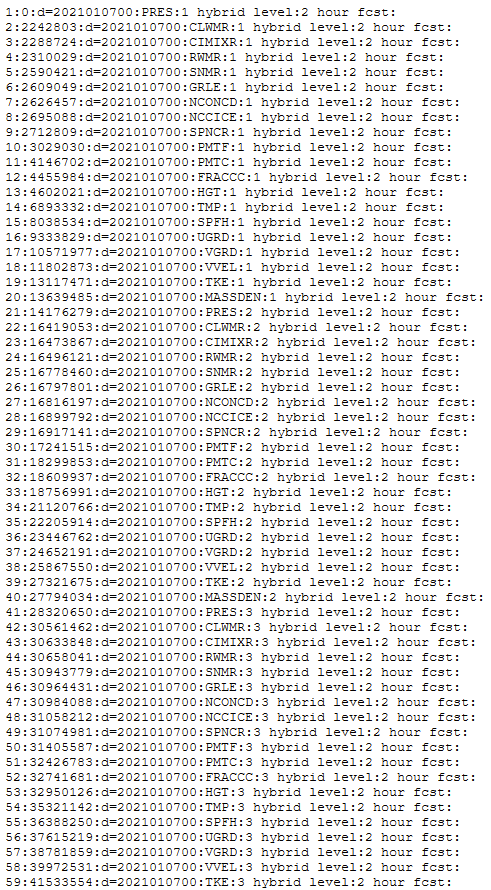 1:0:d=2021010700:PRES:1 hybrid level:2 hour fcst:
2:2242803:d=2021010700:CLWMR:1 hybrid level:2 hour fcst:
3:2288724:d=2021010700:CIMIXR:1 hybrid level:2 hour fcst:
4:2310029:d=2021010700:RWMR:1 hybrid level:2 hour fcst:
5:2590421:d=2021010700:SNMR:1 hybrid level:2 hour fcst:
6:2609049:d=2021010700:GRLE:1 hybrid level:2 hour fcst:
7:2626457:d=2021010700:NCONCD:1 hybrid level:2 hour fcst:
8:2695088:d=2021010700:NCCICE:1 hybrid level:2 hour fcst:
9:2712809:d=2021010700:SPNCR:1 hybrid level:2 hour fcst:
10:3029030:d=2021010700:PMTF:1 hybrid level:2 hour fcst:
11:4146702:d=2021010700:PMTC:1 hybrid level:2 hour fcst:
12:4455984:d=2021010700:FRACCC:1 hybrid level:2 hour fcst:
13:4602021:d=2021010700:HGT:1 hybrid level:2 hour fcst:
14:6893332:d=2021010700:TMP:1 hybrid level:2 hour fcst:
15:8038534:d=2021010700:SPFH:1 hybrid level:2 hour fcst:
16:9333829:d=2021010700:UGRD:1 hybrid level:2 hour fcst:
17:10571977:d=2021010700:VGRD:1 hybrid level:2 hour fcst:
18:11802873:d=2021010700:VVEL:1 hybrid level:2 hour fcst:
19:13117471:d=2021010700:TKE:1 hybrid level:2 hour fcst:
20:13639485:d=2021010700:MASSDEN:1 hybrid level:2 hour fcst:
21:14176279:d=2021010700:PRES:2 hybrid level:2 hour fcst:
22:16419053:d=2021010700:CLWMR:2 hybrid level:2 hour fcst:
23:16473867:d=2021010700:CIMIXR:2 hybrid level:2 hour fcst:
24:16496121:d=2021010700:RWMR:2 hybrid level:2 hour fcst:
25:16778460:d=2021010700:SNMR:2 hybrid level:2 hour fcst:
26:16797801:d=2021010700:GRLE:2 hybrid level:2 hour fcst:
27:16816197:d=2021010700:NCONCD:2 hybrid level:2 hour fcst:
28:16899792:d=2021010700:NCCICE:2 hybrid level:2 hour fcst:
29:16917141:d=2021010700:SPNCR:2 hybrid level:2 hour fcst:
30:17241515:d=2021010700:PMTF:2 hybrid level:2 hour fcst:
31:18299853:d=2021010700:PMTC:2 hybrid level:2 hour fcst:
32:18609937:d=2021010700:FRACCC:2 hybrid level:2 hour fcst:
33:18756991:d=2021010700:HGT:2 hybrid level:2 hour fcst:
34:21120766:d=2021010700:TMP:2 hybrid level:2 hour fcst:
35:22205914:d=2021010700:SPFH:2 hybrid level:2 hour fcst:
36:23446762:d=2021010700:UGRD:2 hybrid level:2 hour fcst:
37:24652191:d=2021010700:VGRD:2 hybrid level:2 hour fcst:
38:25867550:d=2021010700:VVEL:2 hybrid level:2 hour fcst:
39:27321675:d=2021010700:TKE:2 hybrid level:2 hour fcst:
40:27794034:d=2021010700:MASSDEN:2 hybrid level:2 hour fcst:
41:28320650:d=2021010700:PRES:3 hybrid level:2 hour fcst:
42:30561462:d=2021010700:CLWMR:3 hybrid level:2 hour fcst:
43:30633848:d=2021010700:CIMIXR:3 hybrid level:2 hour fcst:
44:30658041:d=2021010700:RWMR:3 hybrid level:2 hour fcst:
45:30943779:d=2021010700:SNMR:3 hybrid level:2 hour fcst:
46:30964431:d=2021010700:GRLE:3 hybrid level:2 hour fcst:
47:30984088:d=2021010700:NCONCD:3 hybrid level:2 hour fcst:
48:31058212:d=2021010700:NCCICE:3 hybrid level:2 hour fcst:
49:31074981:d=2021010700:SPNCR:3 hybrid level:2 hour fcst:
50:31405587:d=2021010700:PMTF:3 hybrid level:2 hour fcst:
51:32426783:d=2021010700:PMTC:3 hybrid level:2 hour fcst:
52:32741681:d=2021010700:FRACCC:3 hybrid level:2 hour fcst:
53:32950126:d=2021010700:HGT:3 hybrid level:2 hour fcst:
54:35321142:d=2021010700:TMP:3 hybrid level:2 hour fcst:
55:36388250:d=2021010700:SPFH:3 hybrid level:2 hour fcst:
56:37615219:d=2021010700:UGRD:3 hybrid level:2 hour fcst:
57:38781859:d=2021010700:VGRD:3 hybrid level:2 hour fcst:
58:39972531:d=2021010700:VVEL:3 hybrid level:2 hour fcst:
59:41533554:d=2021010700:TKE:3 hybrid level:2 hour fcst: